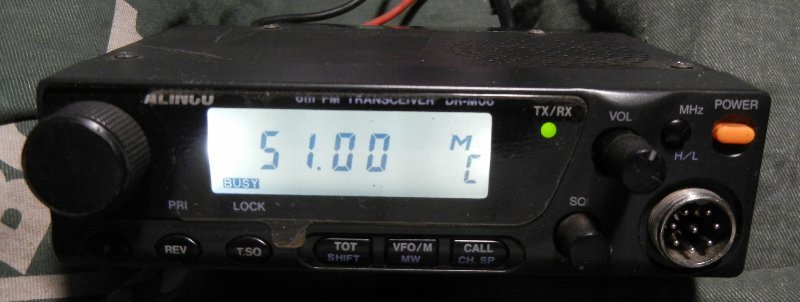 ALINCO 6m FM TRANSCEIVER DR-M06
TX/RX
VOL
MHz
POWER
51.00 M
C
BUSY
H/L
PRI LOCK
SQL
F REV T.SQ
TOT VFO/M CALL
SHIFT MW CH.SP